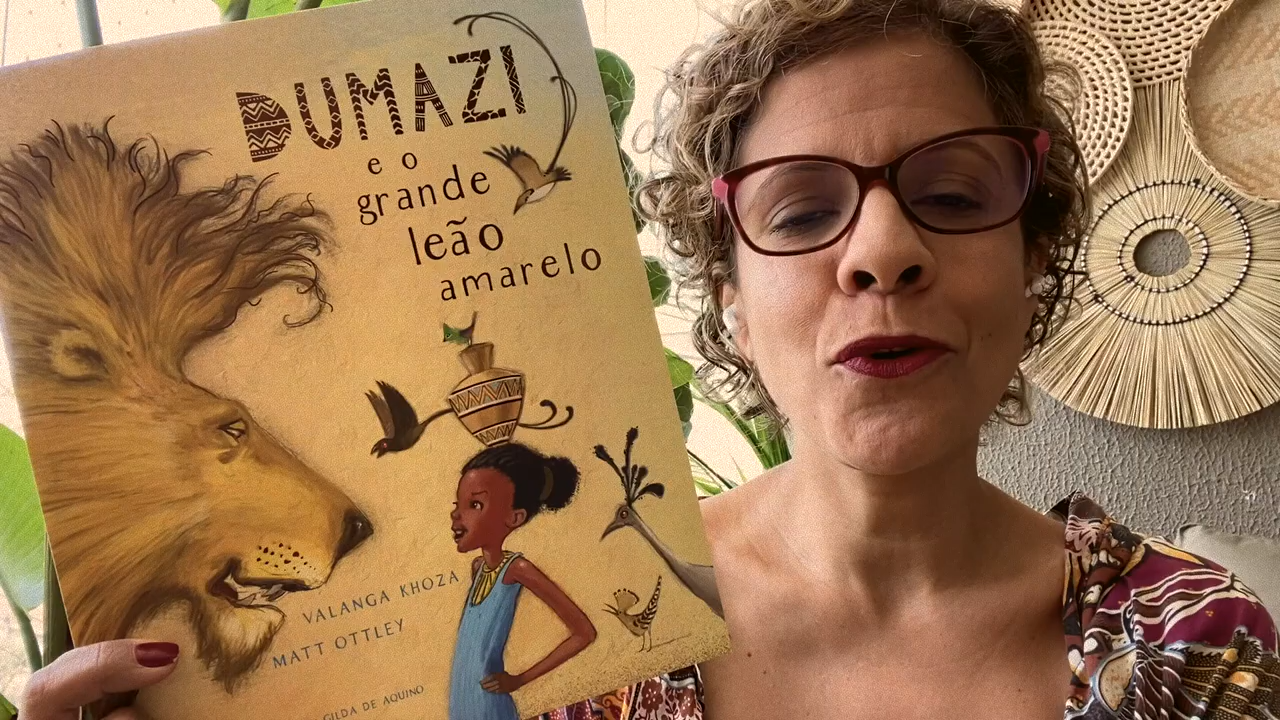 DUMAZI
e o
grande
leão
amarelo
VALANGA KHOZA
MATT OTTLEY
GILDA DE AQUINO